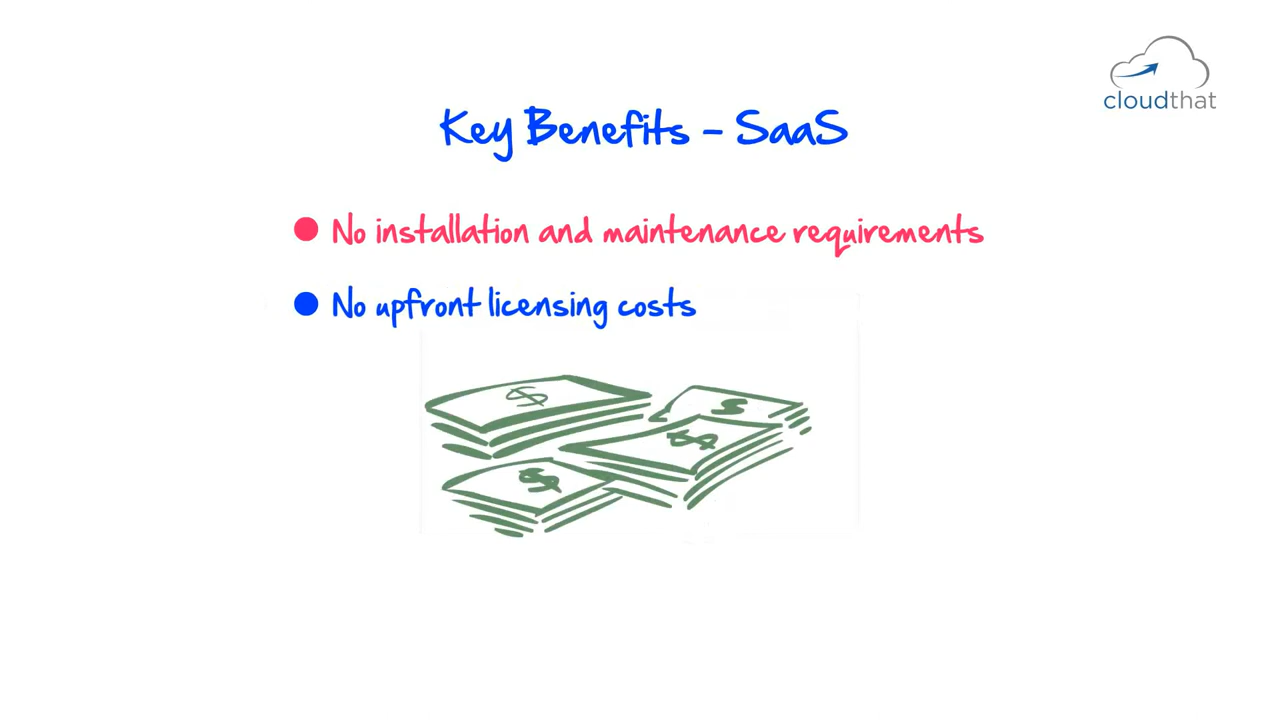 cloudthat
Key Benefits - SaaS
No installation and maintenance requirements
No upfront licensing costs
$
$
$
$